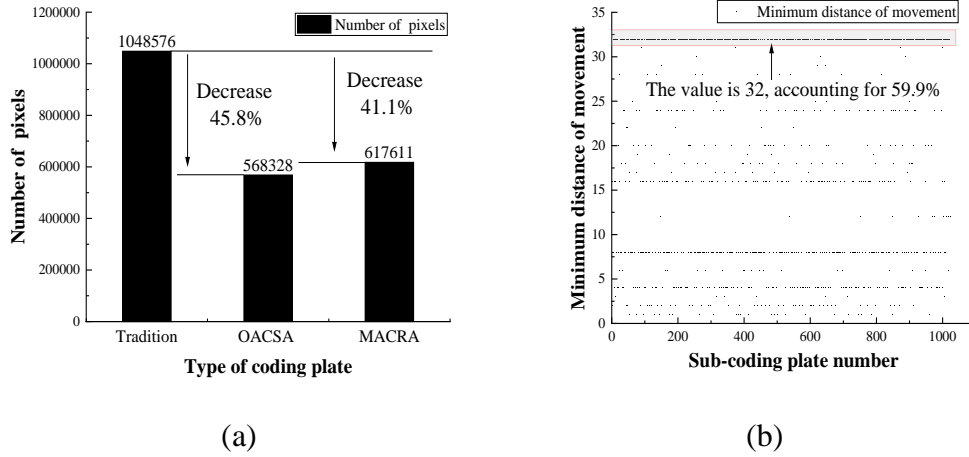 1200000
1000000
800000
600000
400000
200000
0
Number of pixels
Number of pixels
1048576
Decrease
45.8%
Decrease
41.1%
568328
617611
Tradition
OACSA
MACRA
Type of coding plate
(a)
35
30
25
20
15
10
5
0
Minimum distance of movement
Minimum distance of movement
The value is 32, accounting for 59.9%
0
200
400
600
800
1000
Sub-coding plate number
(b)